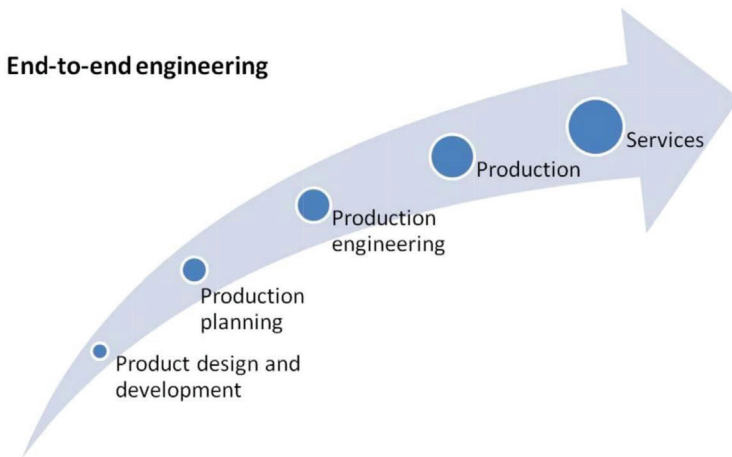 End-to-end engineering
Services
Production
Production
engineering
Production
planning
Product design and
development